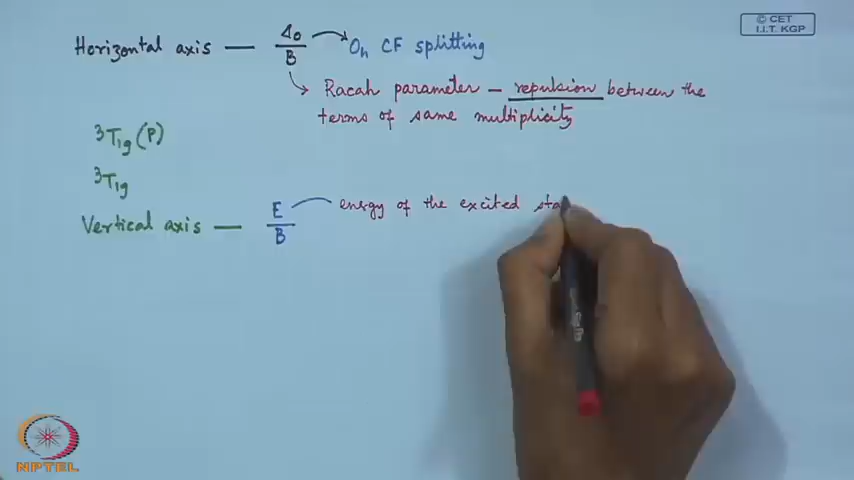 Horizontal axis — Δo/B → Oh CF splitting
© CET
I.I.T. KGP
→ Racah parameter - repulsion between the
terms of same multiplicity
³T₁g(P)
³T₁g
Vertical axis — E/B energy of the excited sta
NPTEL